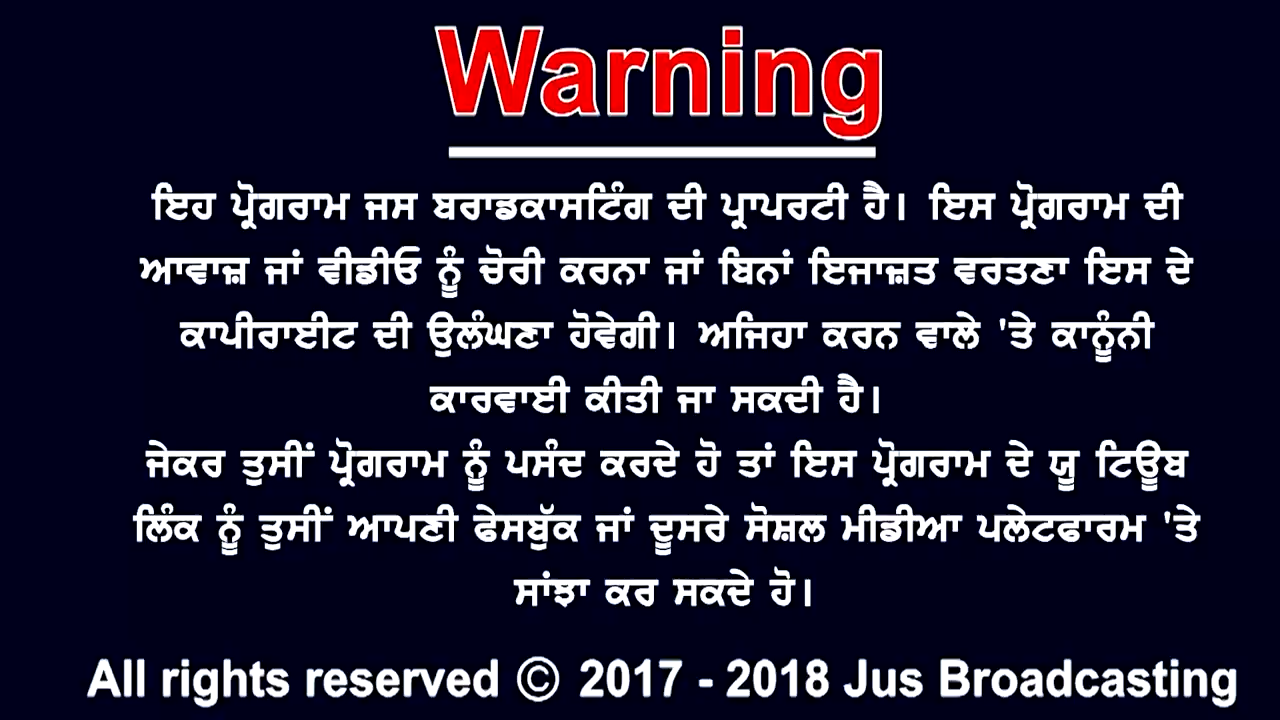 Warning
ਇਹ ਪ੍ਰੋਗਰਾਮ ਜਸ ਬਰਾਡਕਾਸਟਿੰਗ ਦੀ ਪ੍ਰਾਪਰਟੀ ਹੈ। ਇਸ ਪ੍ਰੋਗਰਾਮ ਦੀ
ਆਵਾਜ਼ ਜਾਂ ਵੀਡੀਓ ਨੂੰ ਚੋਰੀ ਕਰਨਾ ਜਾਂ ਬਿਨਾਂ ਇਜਾਜ਼ਤ ਵਰਤਣਾ ਇਸ ਦੇ
ਕਾਪੀਰਾਈਟ ਦੀ ਉਲੰਘਣਾ ਹੋਵੇਗੀ। ਅਜਿਹਾ ਕਰਨ ਵਾਲੇ 'ਤੇ ਕਾਨੂੰਨੀ
ਕਾਰਵਾਈ ਕੀਤੀ ਜਾ ਸਕਦੀ ਹੈ।
ਜੇਕਰ ਤੁਸੀਂ ਪ੍ਰੋਗਰਾਮ ਨੂੰ ਪਸੰਦ ਕਰਦੇ ਹੋ ਤਾਂ ਇਸ ਪ੍ਰੋਗਰਾਮ ਦੇ ਯੂ ਟਿਊਬ
ਲਿੰਕ ਨੂੰ ਤੁਸੀਂ ਆਪਣੀ ਫੇਸਬੁੱਕ ਜਾਂ ਦੂਸਰੇ ਸੋਸ਼ਲ ਮੀਡੀਆ ਪਲੇਟਫਾਰਮ 'ਤੇ
ਸਾਂਝਾ ਕਰ ਸਕਦੇ ਹੋ।
All rights reserved © 2017 - 2018 Jus Broadcasting